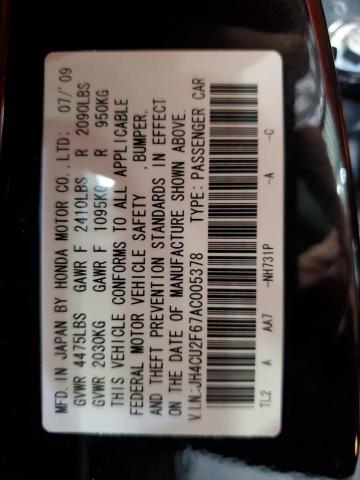 MFD. IN JAPAN BY HONDA MOTOR CO., LTD: 07/'09
GVWR 4475LBS GAWR F 2410LBS R 2090LBS
GVWR 2030KG GAWR F 1095KG R 950KG
THIS VEHICLE CONFORMS TO ALL APPLICABLE
FEDERAL MOTOR VEHICLE SAFETY , BUMPER,
AND THEFT PREVENTION STANDARDS IN EFFECT
ON THE DATE OF MANUFACTURE SHOWN ABOVE.
V.I.N.:JH4CU2F67AC005378 TYPE: PASSENGER CAR
TL2 A AA7 -NH731P -A -C